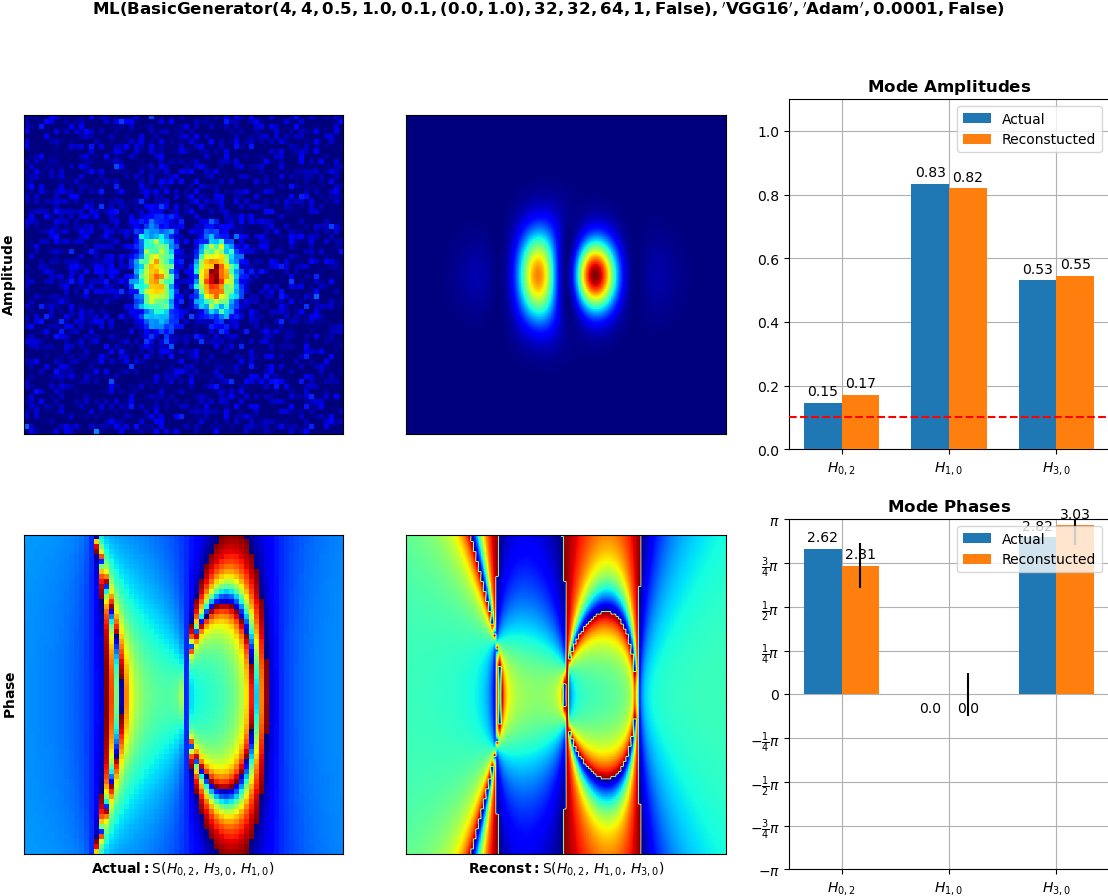 ML(BasicGenerator(4, 4, 0.5, 1.0, 0.1, (0.0, 1.0), 32, 32, 64, 1, False), 'VGG16', 'Adam', 0.0001, False)
Amplitude
Mode Amplitudes
Actual
Reconstucted
1.0
0.8
0.6
0.4
0.2
0.0
0.15
0.17
0.83
0.82
0.53
0.55
H0,2
H1,0
H3,0
Phase
Actual: S(H0,2, H3,0, H1,0)
Reconst: S(H0,2, H1,0, H3,0)
Mode Phases
Actual
Reconstucted
π
3/4π
1/2π
1/4π
0
−1/4π
−1/2π
−3/4π
−π
2.62
2.31
0.0
0.0
2.82
3.03
H0,2
H1,0
H3,0